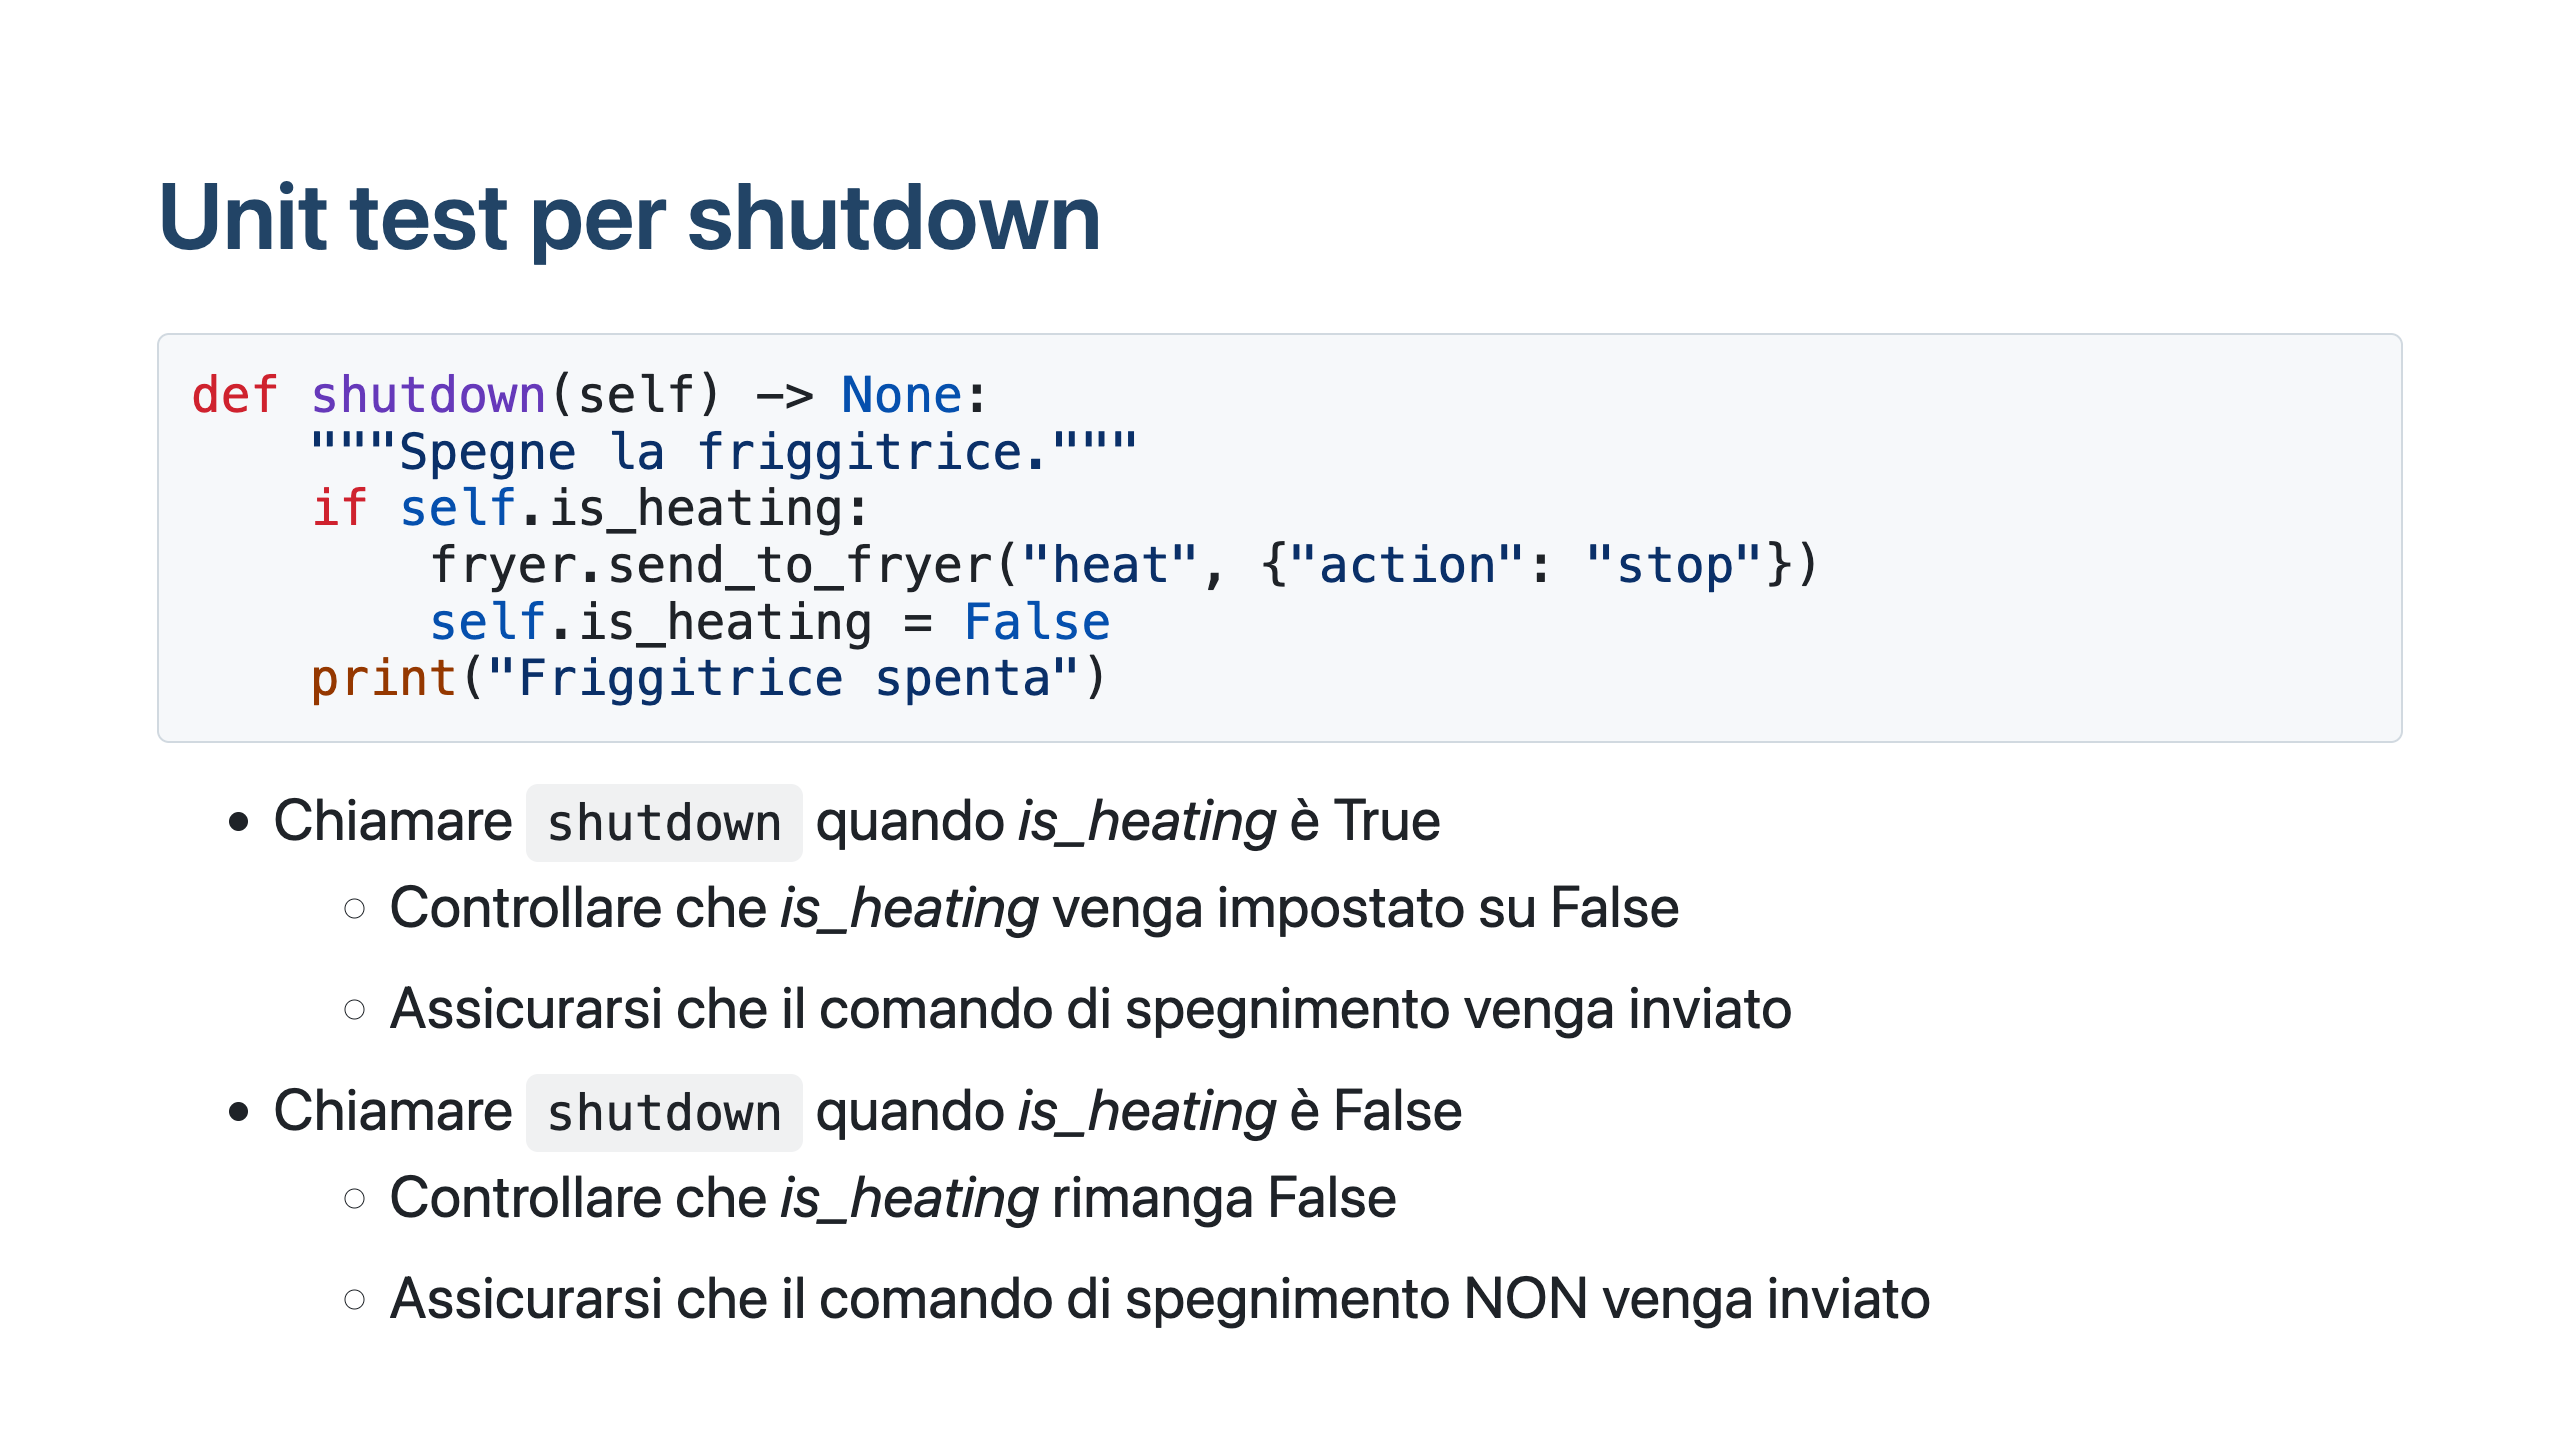 Unit test per shutdown
def shutdown(self) -> None:
    """Spegne la friggitrice."""
    if self.is_heating:
        fryer.send_to_fryer("heat", {"action": "stop"})
        self.is_heating = False
    print("Friggitrice spenta")
• Chiamare shutdown quando is_heating è True
○ Controllare che is_heating venga impostato su False
○ Assicurarsi che il comando di spegnimento venga inviato
• Chiamare shutdown quando is_heating è False
○ Controllare che is_heating rimanga False
○ Assicurarsi che il comando di spegnimento NON venga inviato